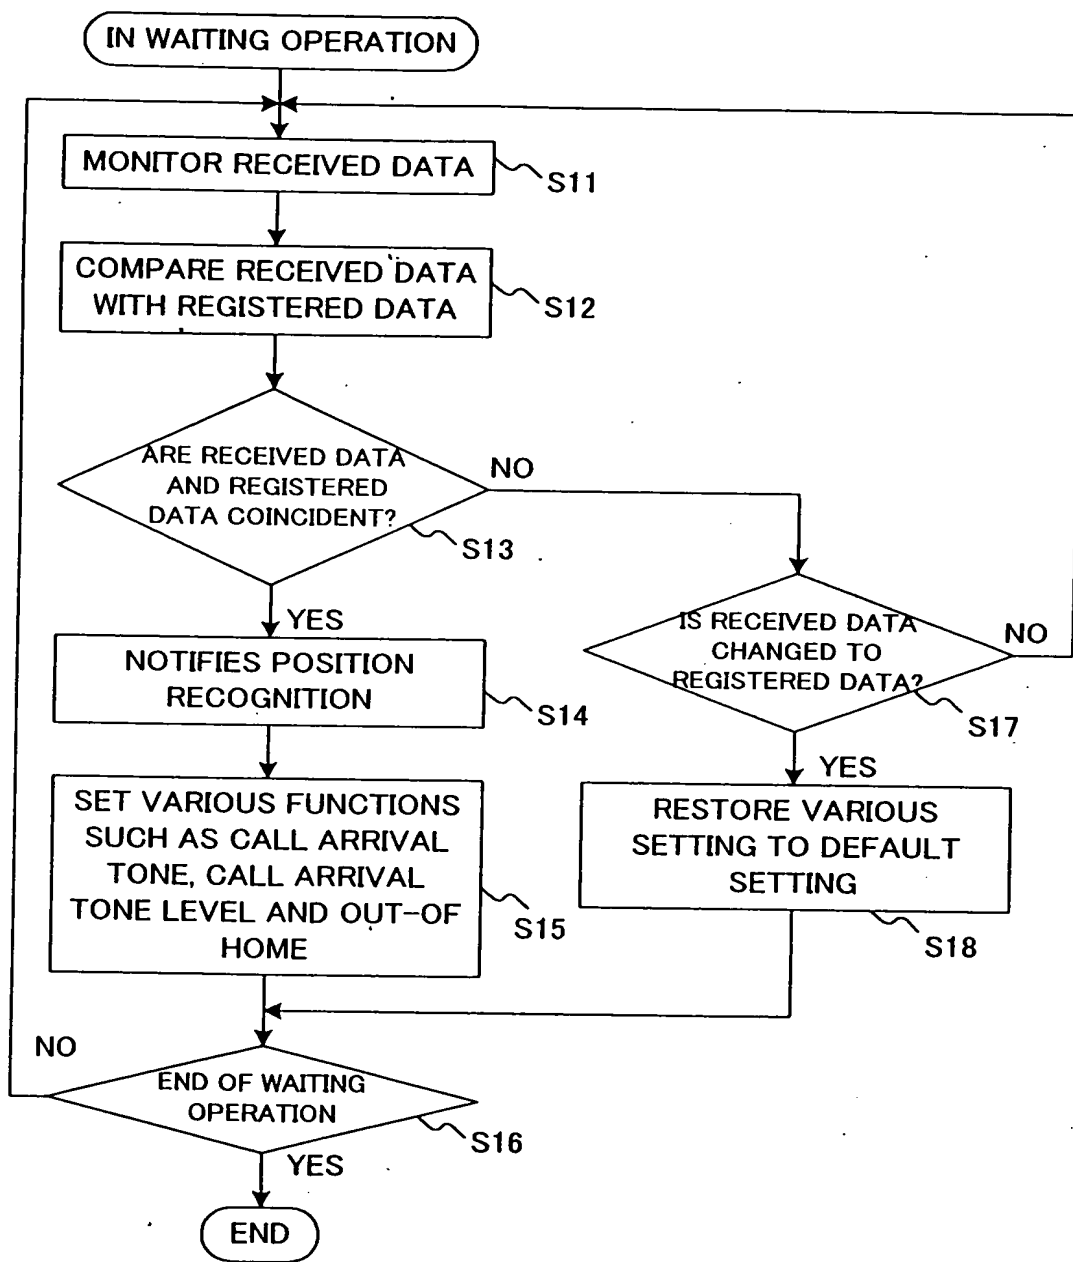 IN WAITING OPERATION
MONITOR RECEIVED DATA
S11
COMPARE RECEIVED DATA
WITH REGISTERED DATA
S12
ARE RECEIVED DATA
AND REGISTERED
DATA COINCIDENT?
NO
S13
YES
IS RECEIVED DATA
CHANGED TO
REGISTERED DATA?
NO
S17
NOTIFIES POSITION
RECOGNITION
S14
YES
SET VARIOUS FUNCTIONS
SUCH AS CALL ARRIVAL
TONE, CALL ARRIVAL
TONE LEVEL AND OUT-OF
HOME
S15
RESTORE VARIOUS
SETTING TO DEFAULT
SETTING
S18
NO
END OF WAITING
OPERATION
S16
YES
END